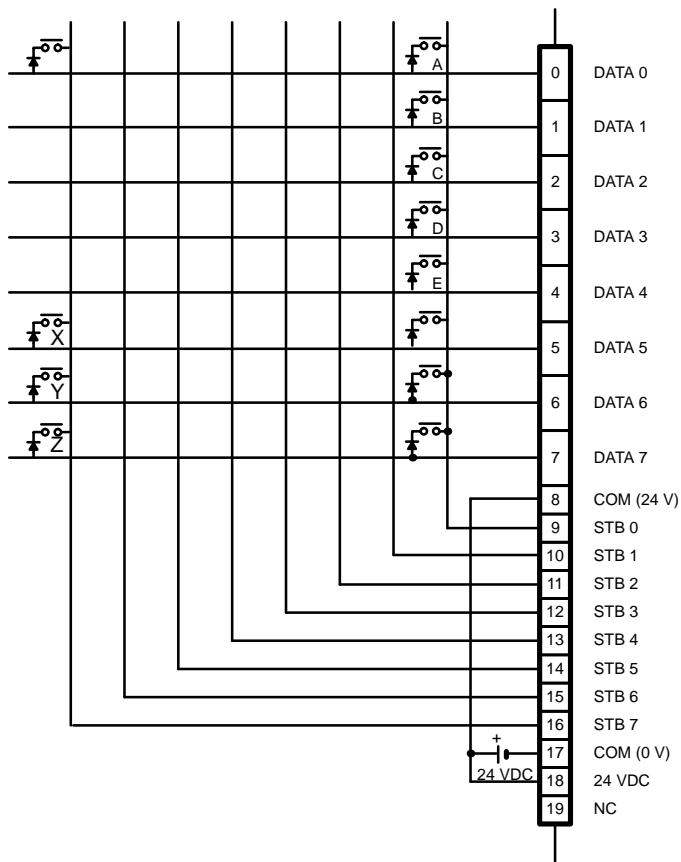 A
0 DATA 0
B
1 DATA 1
C
2 DATA 2
D
3 DATA 3
E
4 DATA 4
X
5 DATA 5
Y
6 DATA 6
Z
7 DATA 7
8 COM (24 V)
9 STB 0
10 STB 1
11 STB 2
12 STB 3
13 STB 4
14 STB 5
15 STB 6
16 STB 7
+
17 COM (0 V)
24 VDC
18 24 VDC
19 NC